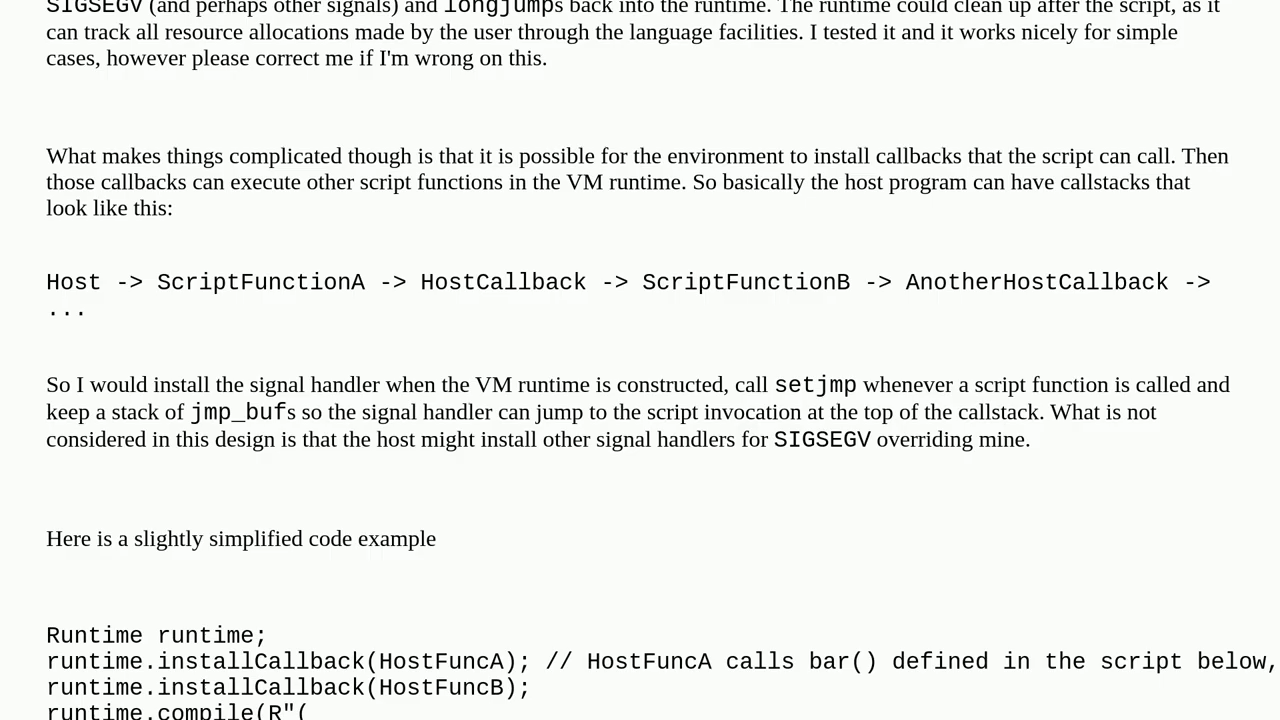 SIGSEGV (and perhaps other signals) and longjumps back into the runtime. The runtime could clean up after the script, as it
can track all resource allocations made by the user through the language facilities. I tested it and it works nicely for simple
cases, however please correct me if I'm wrong on this.
What makes things complicated though is that it is possible for the environment to install callbacks that the script can call. Then
those callbacks can execute other script functions in the VM runtime. So basically the host program can have callstacks that
look like this:
Host -> ScriptFunctionA -> HostCallback -> ScriptFunctionB -> AnotherHostCallback ->
...
So I would install the signal handler when the VM runtime is constructed, call setjmp whenever a script function is called and
keep a stack of jmp_bufs so the signal handler can jump to the script invocation at the top of the callstack. What is not
considered in this design is that the host might install other signal handlers for SIGSEGV overriding mine.
Here is a slightly simplified code example
Runtime runtime;
runtime.installCallback(HostFuncA); // HostFuncA calls bar() defined in the script below,
runtime.installCallback(HostFuncB);
runtime.compile(R"(